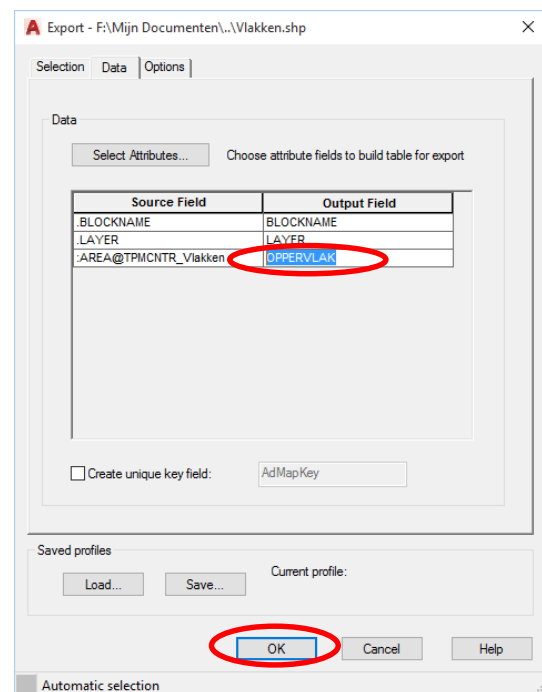 Export - F:\Mijn Documenten\..\Vlakken.shp
Selection Data Options
Data
Select Attributes... Choose attribute fields to build table for export
Source Field Output Field
.BLOCKNAME BLOCKNAME
.LAYER LAYER
:AREA@TPMCNTR_Vlakken OPPERVLAK
Create unique key field: AdMapKey
Saved profiles
Current profile:
Load... Save...
OK Cancel Help
Automatic selection